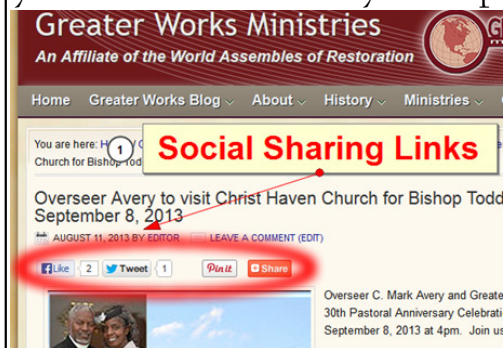 Greater Works Ministries
An Affiliate of the World Assembles of Restoration
Home Greater Works Blog About History Ministries
You are here:
1
Social Sharing Links
Church for Bishop
Overseer Avery to visit Christ Haven Church for Bishop Todd
September 8, 2013
AUGUST 11, 2013 BY EDITOR LEAVE A COMMENT (EDIT)
Like 2 Tweet 1 Pin it Share
Overseer C. Mark Avery and Greate
30th Pastoral Anniversary Celebrati
September 8, 2013 at 4pm. Join us